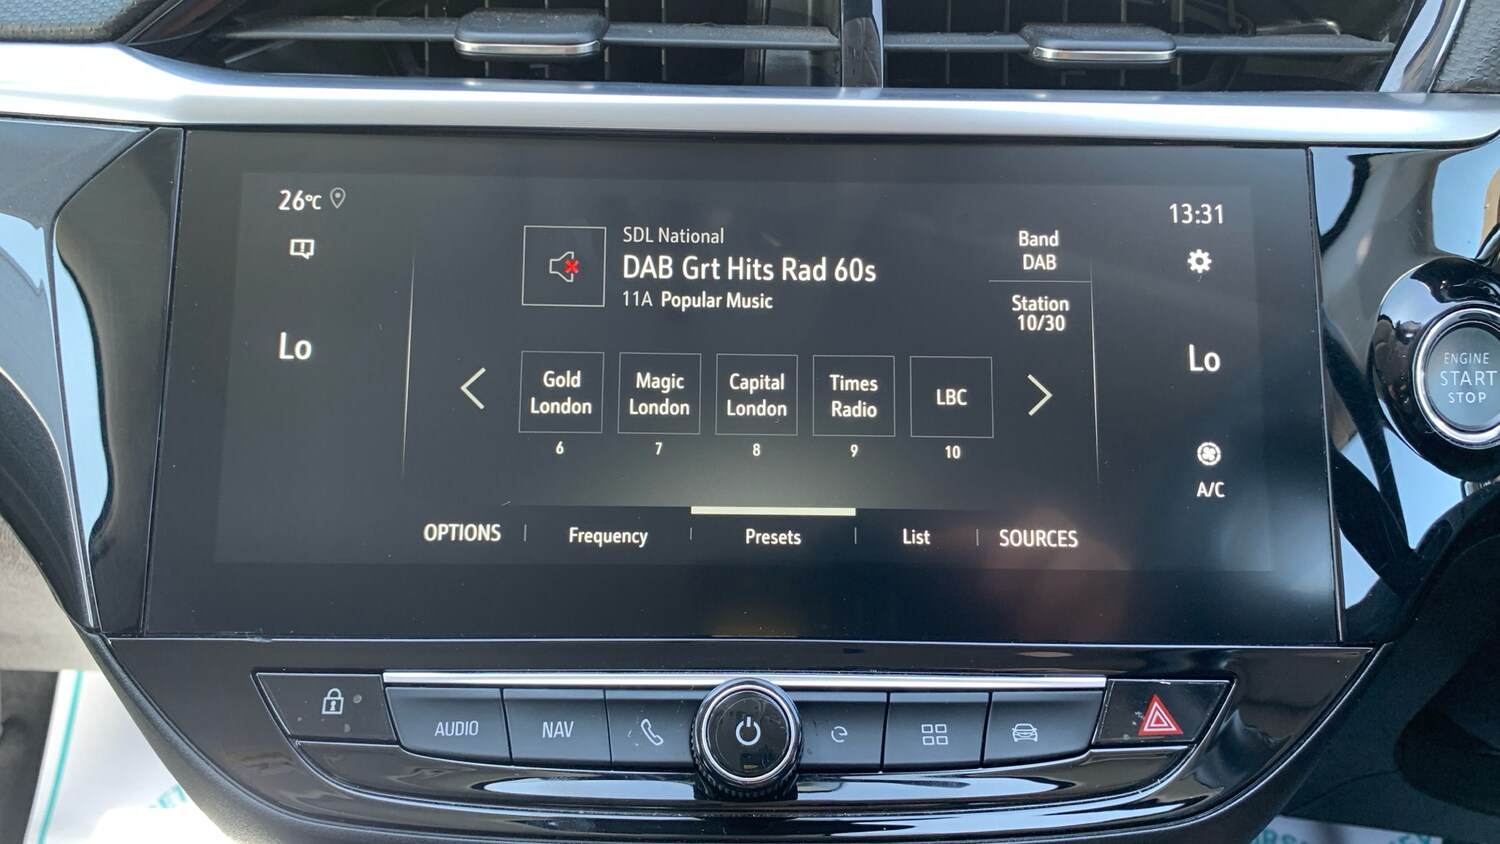 26°C
13:31
SDL National
DAB Grt Hits Rad 60s
11A Popular Music
Band
DAB
Station
10/30
Lo
Lo
Gold
London
6
Magic
London
7
Capital
London
8
Times
Radio
9
LBC
10
A/C
OPTIONS
Frequency
Presets
List
SOURCES
ENGINE
START
STOP
AUDIO
NAV